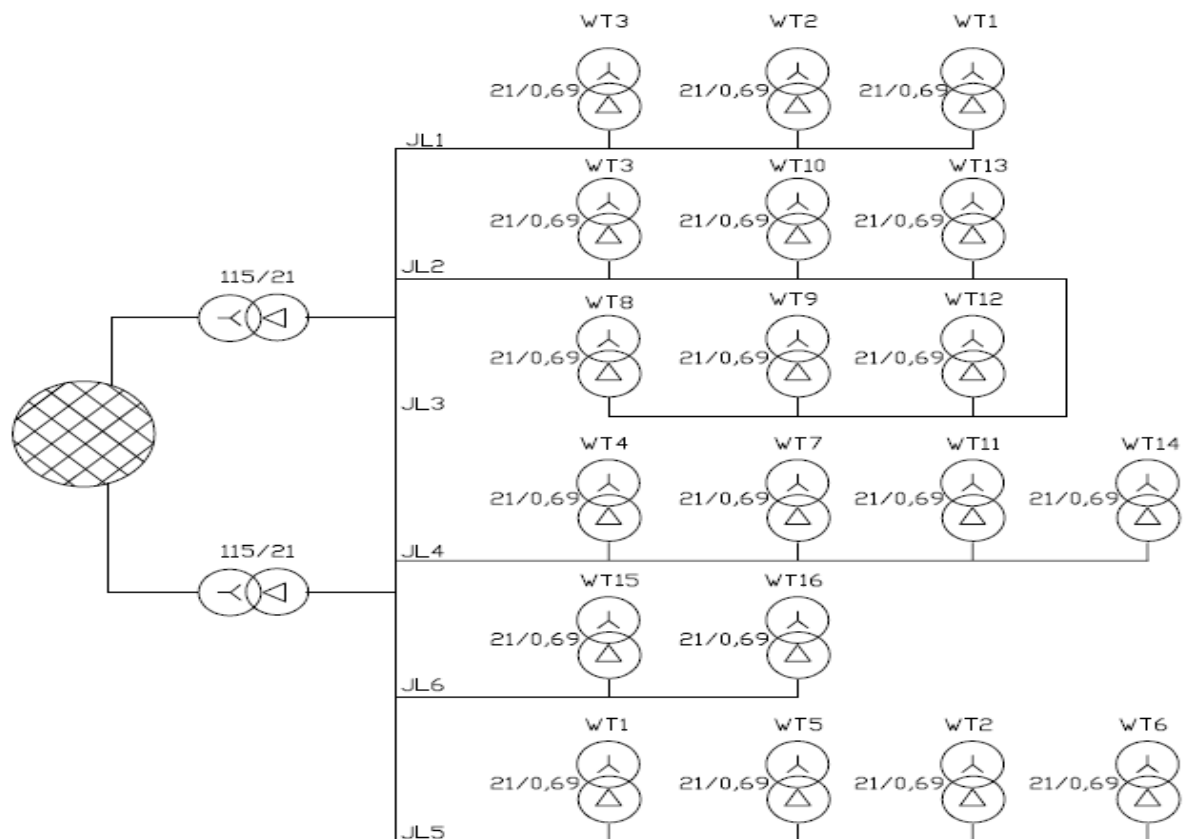 WT3 WT2 WT1
21/0,69 21/0,69 21/0,69
JL1
WT3 WT10 WT13
21/0,69 21/0,69 21/0,69
JL2
115/21
WT8 WT9 WT12
21/0,69 21/0,69 21/0,69
JL3
WT4 WT7 WT11 WT14
21/0,69 21/0,69 21/0,69 21/0,69
115/21
JL4
WT15 WT16
21/0,69 21/0,69
JL6
WT1 WT5 WT2 WT6
21/0,69 21/0,69 21/0,69 21/0,69
JL5